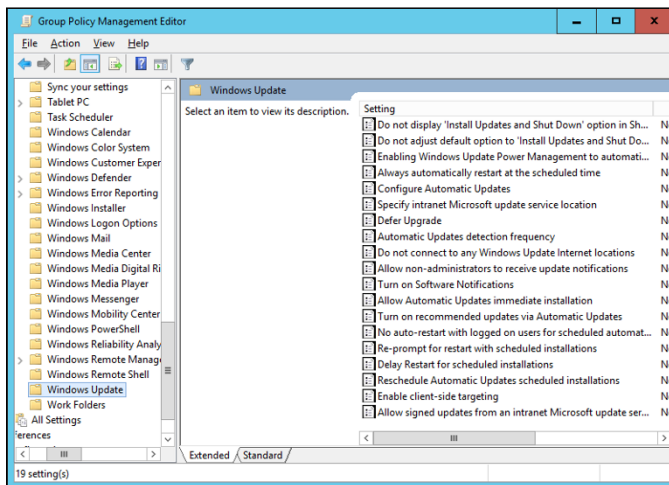 Group Policy Management Editor
File Action View Help
Sync your settings
Tablet PC
Task Scheduler
Windows Calendar
Windows Color System
Windows Customer Exper
Windows Defender
Windows Error Reporting
Windows Installer
Windows Logon Options
Windows Mail
Windows Media Center
Windows Media Digital Ri
Windows Media Player
Windows Messenger
Windows Mobility Center
Windows PowerShell
Windows Reliability Analy
Windows Remote Manag
Windows Remote Shell
Windows Update
Work Folders
All Settings
ferences
Windows Update
Select an item to view its description.
Setting
Do not display 'Install Updates and Shut Down' option in Sh... N
Do not adjust default option to 'Install Updates and Shut Do... N
Enabling Windows Update Power Management to automati... N
Always automatically restart at the scheduled time N
Configure Automatic Updates N
Specify intranet Microsoft update service location N
Defer Upgrade N
Automatic Updates detection frequency N
Do not connect to any Windows Update Internet locations N
Allow non-administrators to receive update notifications N
Turn on Software Notifications N
Allow Automatic Updates immediate installation N
Turn on recommended updates via Automatic Updates N
No auto-restart with logged on users for scheduled automat... N
Re-prompt for restart with scheduled installations N
Delay Restart for scheduled installations N
Reschedule Automatic Updates scheduled installations N
Enable client-side targeting N
Allow signed updates from an intranet Microsoft update ser... N
Extended Standard
19 setting(s)